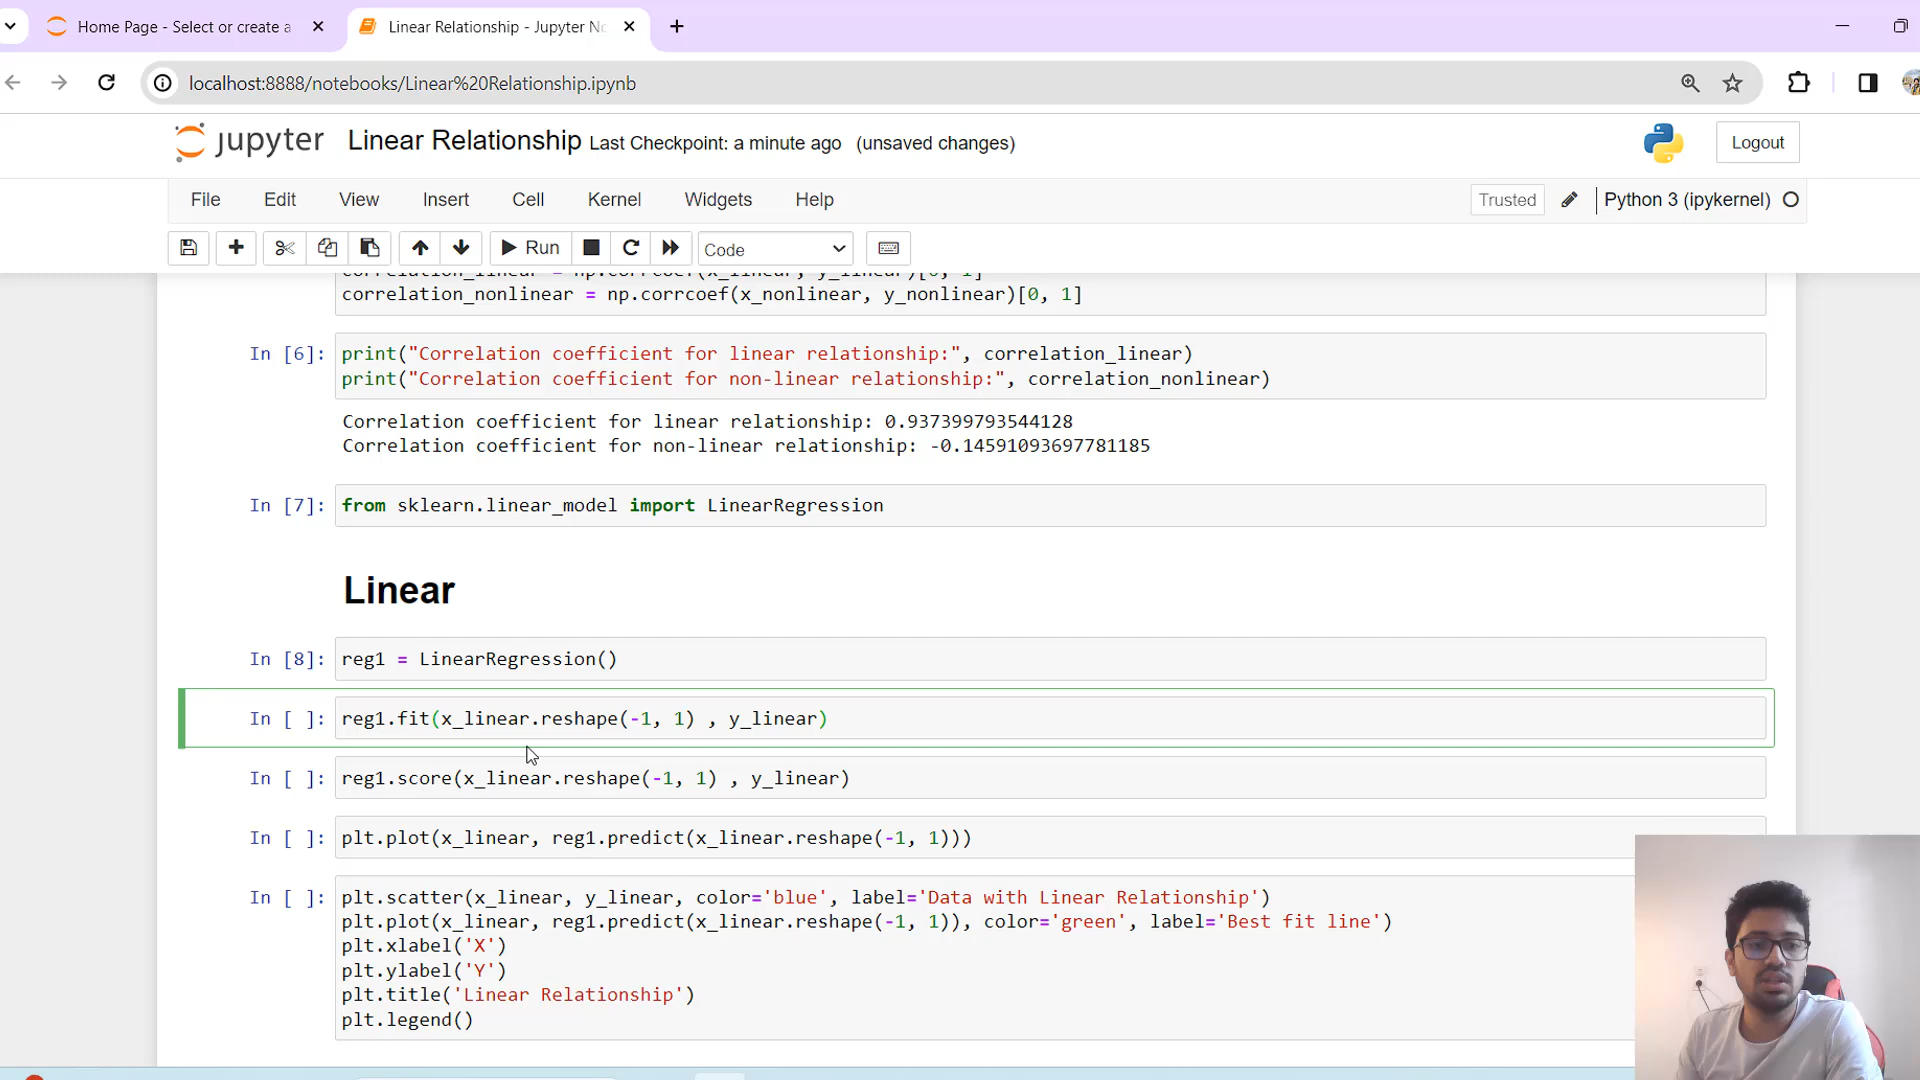 Home Page - Select or create a
Linear Relationship - Jupyter No
localhost:8888/notebooks/Linear%20Relationship.ipynb
jupyter Linear Relationship Last Checkpoint: a minute ago (unsaved changes)
Logout
File Edit View Insert Cell Kernel Widgets Help
Trusted
Python 3 (ipykernel)
Run
Code
correlation_linear = np.corrcoef(x_linear, y_linear)[0, 1]
correlation_nonlinear = np.corrcoef(x_nonlinear, y_nonlinear)[0, 1]
In [6]: print("Correlation coefficient for linear relationship:", correlation_linear)
print("Correlation coefficient for non-linear relationship:", correlation_nonlinear)
Correlation coefficient for linear relationship: 0.937399793544128
Correlation coefficient for non-linear relationship: -0.14591093697781185
In [7]: from sklearn.linear_model import LinearRegression
Linear
In [8]: reg1 = LinearRegression()
In [ ]: reg1.fit(x_linear.reshape(-1, 1) , y_linear)
In [ ]: reg1.score(x_linear.reshape(-1, 1) , y_linear)
In [ ]: plt.plot(x_linear, reg1.predict(x_linear.reshape(-1, 1)))
In [ ]: plt.scatter(x_linear, y_linear, color='blue', label='Data with Linear Relationship')
plt.plot(x_linear, reg1.predict(x_linear.reshape(-1, 1)), color='green', label='Best fit line')
plt.xlabel('X')
plt.ylabel('Y')
plt.title('Linear Relationship')
plt.legend()